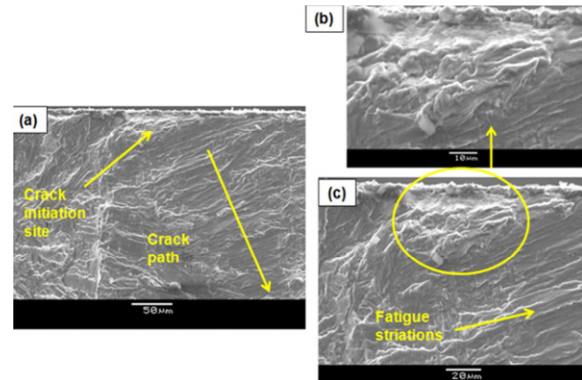 (a)
Crack
initiation
site
Crack
path
50µm
(b)
10µm
(c)
Fatigue
striations
20µm